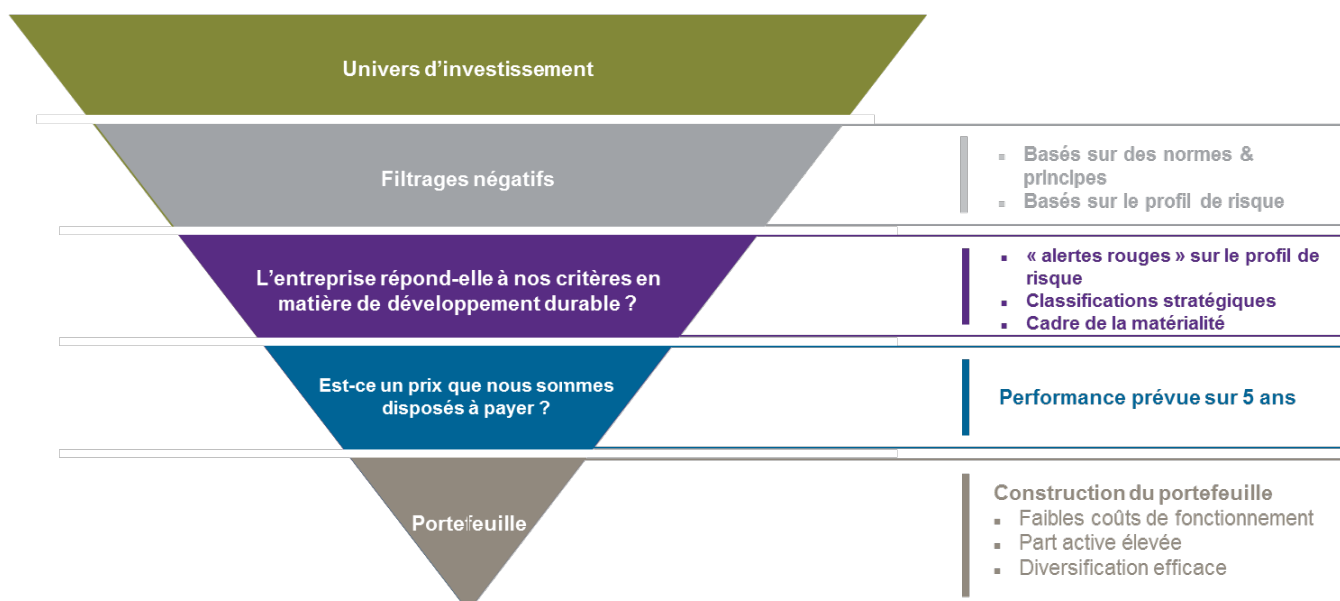 Univers d'investissement
Filtrages négatifs
▪ Basés sur des normes &
principes
▪ Basés sur le profil de risque
L'entreprise répond-elle à nos critères en
matière de développement durable ?
▪ « alertes rouges » sur le profil de
risque
▪ Classifications stratégiques
▪ Cadre de la matérialité
Est-ce un prix que nous sommes
disposés à payer ?
Performance prévue sur 5 ans
Portefeuille
Construction du portefeuille
▪ Faibles coûts de fonctionnement
▪ Part active élevée
▪ Diversification efficace